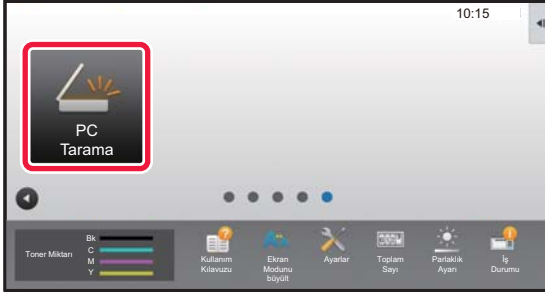 10:15
PC
Tarama
Toner Miktarı
Bk
C
M
Y
Kullanım
Kılavuzu
Ekran
Modunu
büyült
Ayarlar
Toplam
Sayı
Parlaklık
Ayarı
İş
Durumu